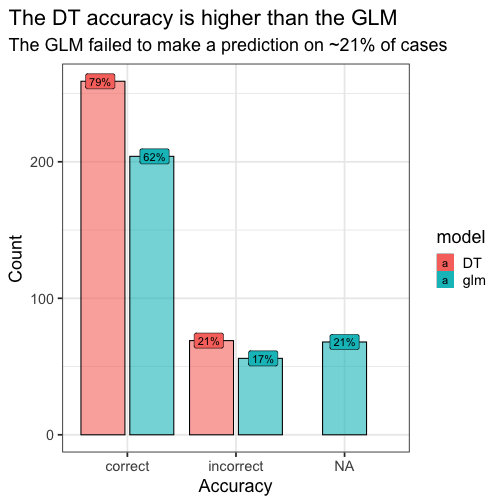 The DT accuracy is higher than the GLM
The GLM failed to make a prediction on ~21% of cases
79%
62%
21%
17%
21%
200
100
0
Count
correct incorrect NA
Accuracy
model
a DT
a glm